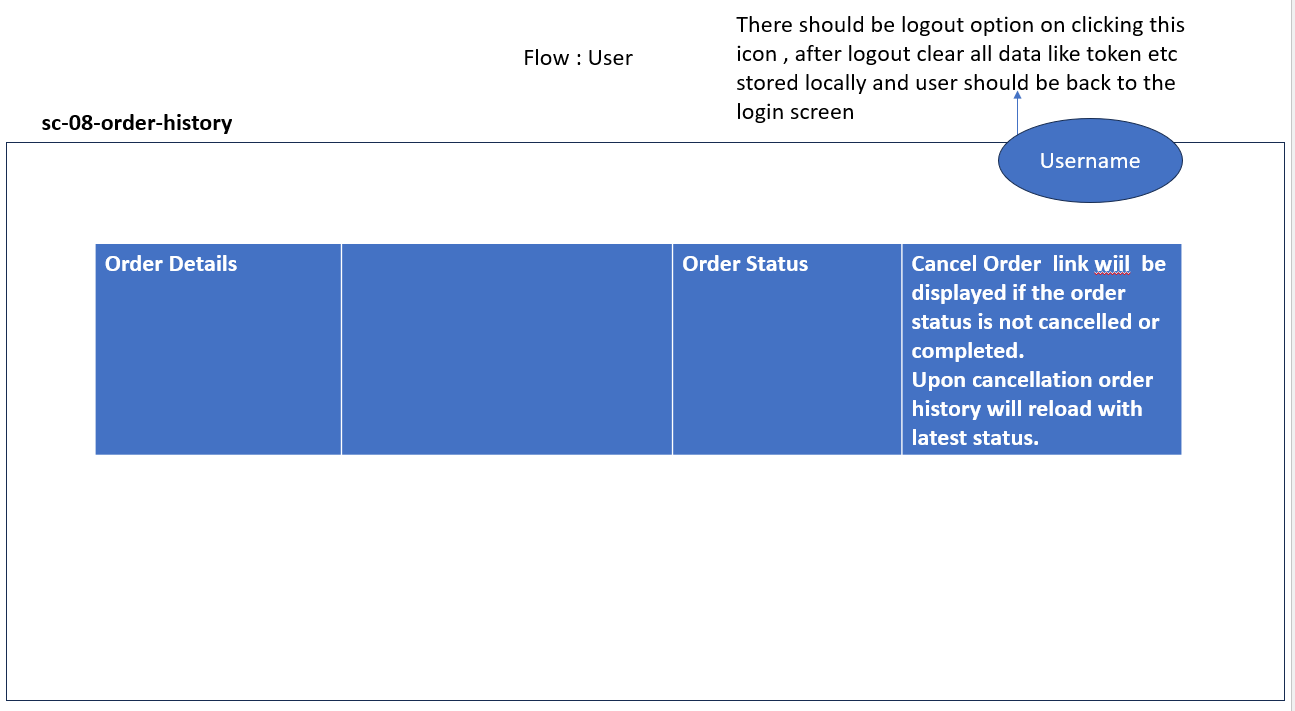 There should be logout option on clicking this
icon , after logout clear all data like token etc
stored locally and user should be back to the
login screen
Flow : User
sc-08-order-history
Username
Order Details
Order Status
Cancel Order  link wiil  be
displayed if the order
status is not cancelled or
completed.
Upon cancellation order
history will reload with
latest status.